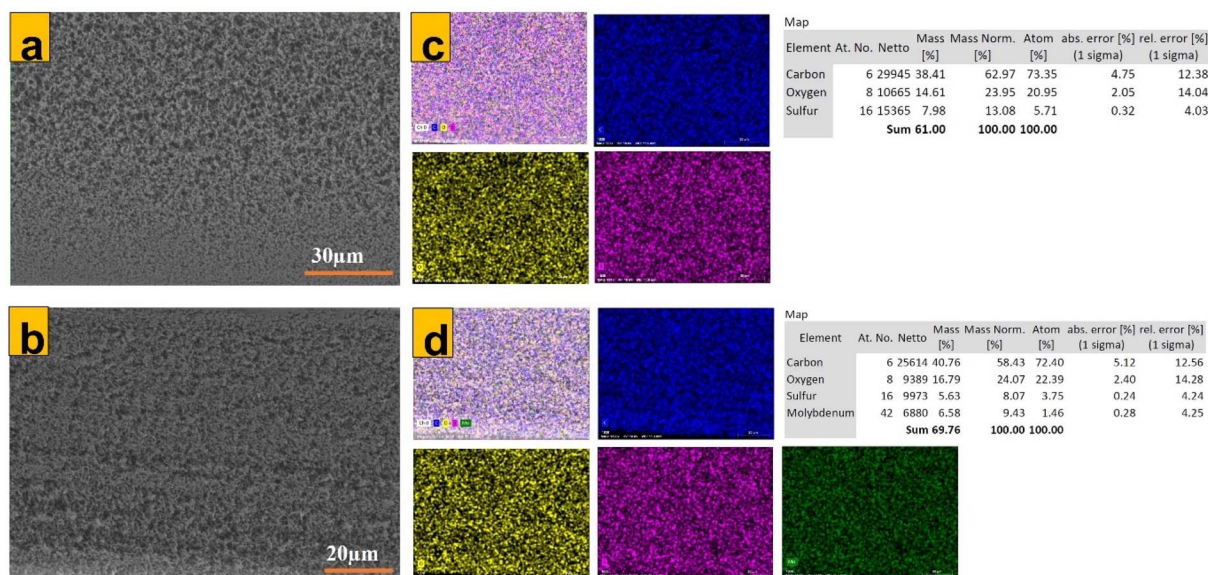 a
30µm
b
20µm
c
Ch 0 C O S
Map
Element At. No. Netto Mass [%] Mass Norm. [%] Atom [%] abs. error [%] (1 sigma) rel. error [%] (1 sigma)
Carbon 6 29945 38.41 62.97 73.35 4.75 12.38
Oxygen 8 10665 14.61 23.95 20.95 2.05 14.04
Sulfur 16 15365 7.98 13.08 5.71 0.32 4.03
Sum 61.00 100.00 100.00
d
Map
Element At. No. Netto Mass [%] Mass Norm. [%] Atom [%] abs. error [%] (1 sigma) rel. error [%] (1 sigma)
Carbon 6 25614 40.76 58.43 72.40 5.12 12.56
Oxygen 8 9389 16.79 24.07 22.39 2.40 14.28
Sulfur 16 9973 5.63 8.07 3.75 0.24 4.24
Molybdenum 42 6880 6.58 9.43 1.46 0.28 4.25
Sum 69.76 100.00 100.00